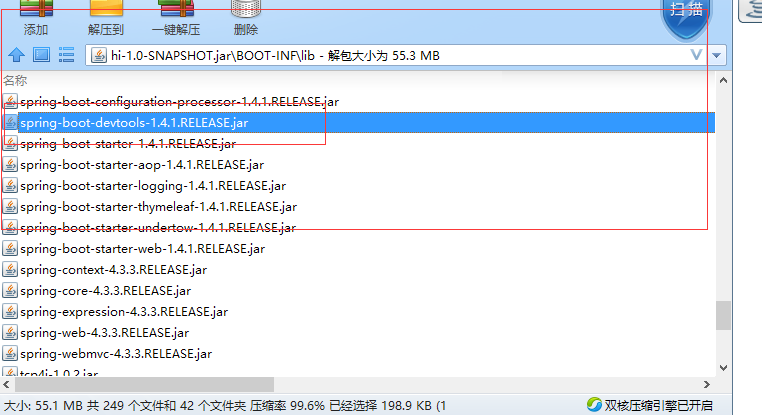 扫描
添加
解压到
一键解压
删除
hi-1.0-SNAPSHOT.jar\BOOT-INF\lib - 解包大小为 55.3 MB
名称
spring-boot-configuration-processor-1.4.1.RELEASE.jar
spring-boot-devtools-1.4.1.RELEASE.jar
spring-boot-starter-1.4.1.RELEASE.jar
spring-boot-starter-aop-1.4.1.RELEASE.jar
spring-boot-starter-logging-1.4.1.RELEASE.jar
spring-boot-starter-thymeleaf-1.4.1.RELEASE.jar
spring-boot-starter-undertow-1.4.1.RELEASE.jar
spring-boot-starter-web-1.4.1.RELEASE.jar
spring-context-4.3.3.RELEASE.jar
spring-core-4.3.3.RELEASE.jar
spring-expression-4.3.3.RELEASE.jar
spring-web-4.3.3.RELEASE.jar
spring-webmvc-4.3.3.RELEASE.jar
大小: 55.1 MB 共 249 个文件和 42 个文件夹 压缩率 99.6% 已经选择 198.9 KB (1
双核压缩引擎已开启